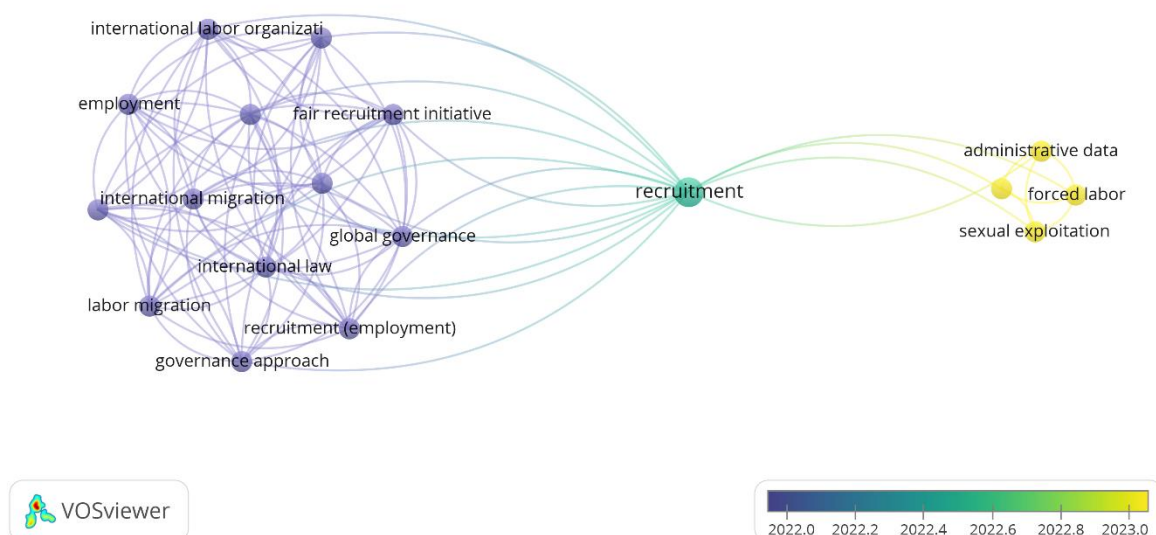 international labor organizati
employment
fair recruitment initiative
international migration
global governance
international law
labor migration
recruitment (employment)
governance approach
recruitment
administrative data
forced labor
sexual exploitation
VOSviewer
2022.0 2022.2 2022.4 2022.6 2022.8 2023.0